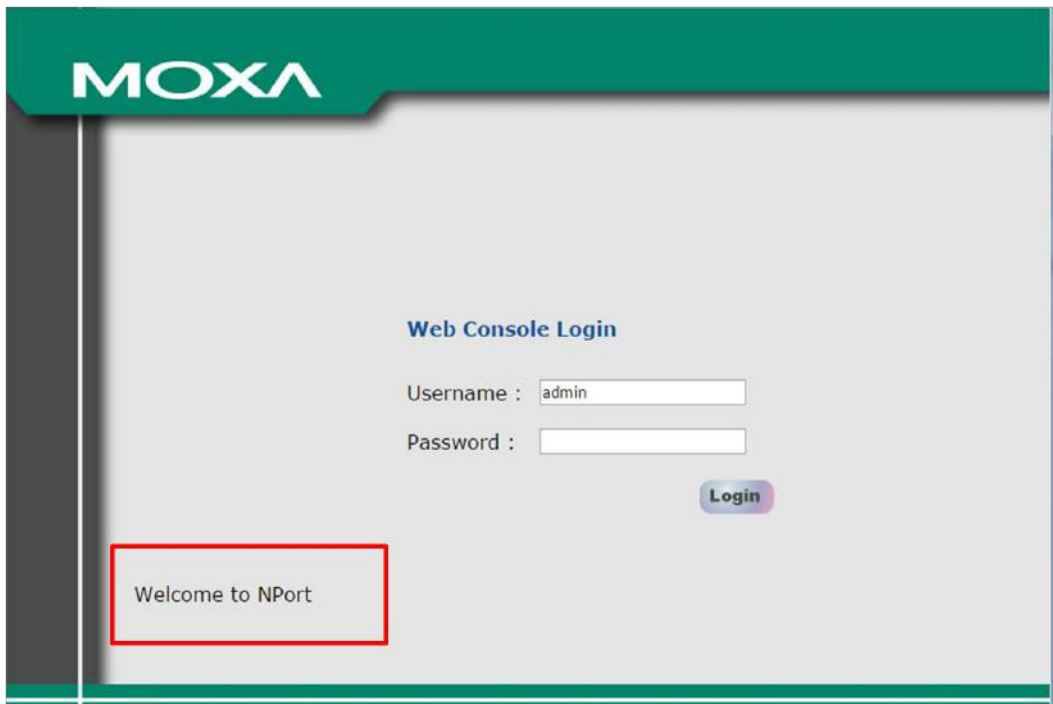 MOXA
Web Console Login
Username : admin
Password :
Login
Welcome to NPort